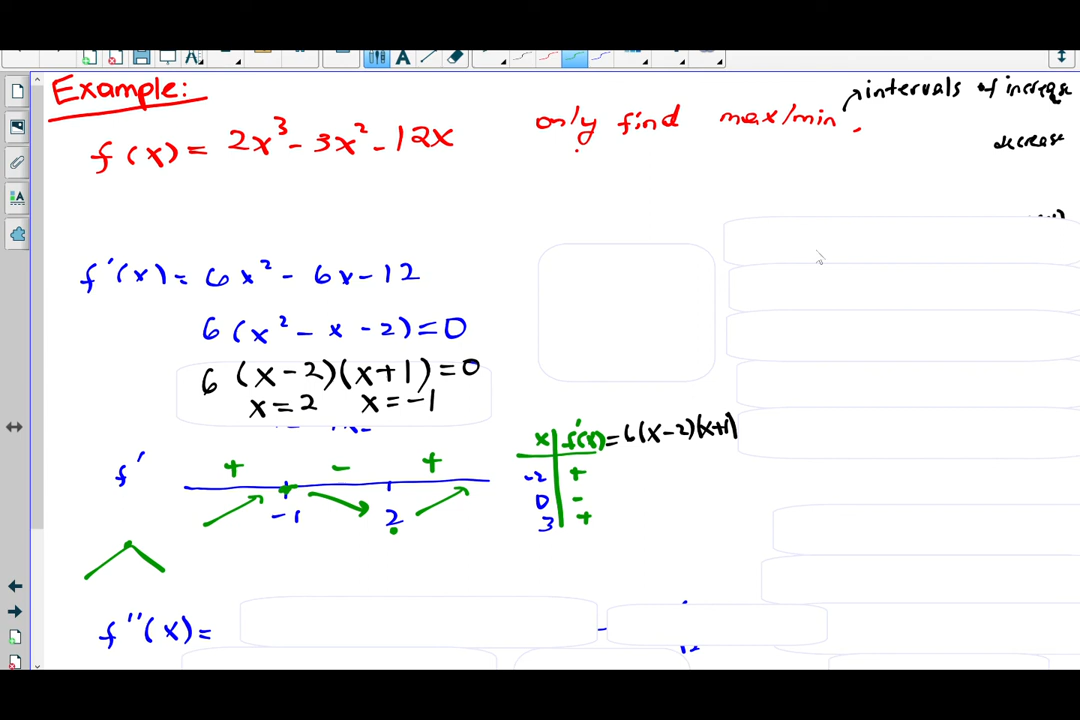 Example:
f(x) = 2x³ - 3x² - 12x
only find max/min.
intervals of increase
decrease
f'(x) = 6x² - 6x - 12
6(x² - x - 2) = 0
6(x-2)(x+1) = 0
x = 2 x = -1
f'
+ - +
-1 2
x f'(x) = 6(x-2)(x+1)
-2 +
0 -
3 +
f''(x) =